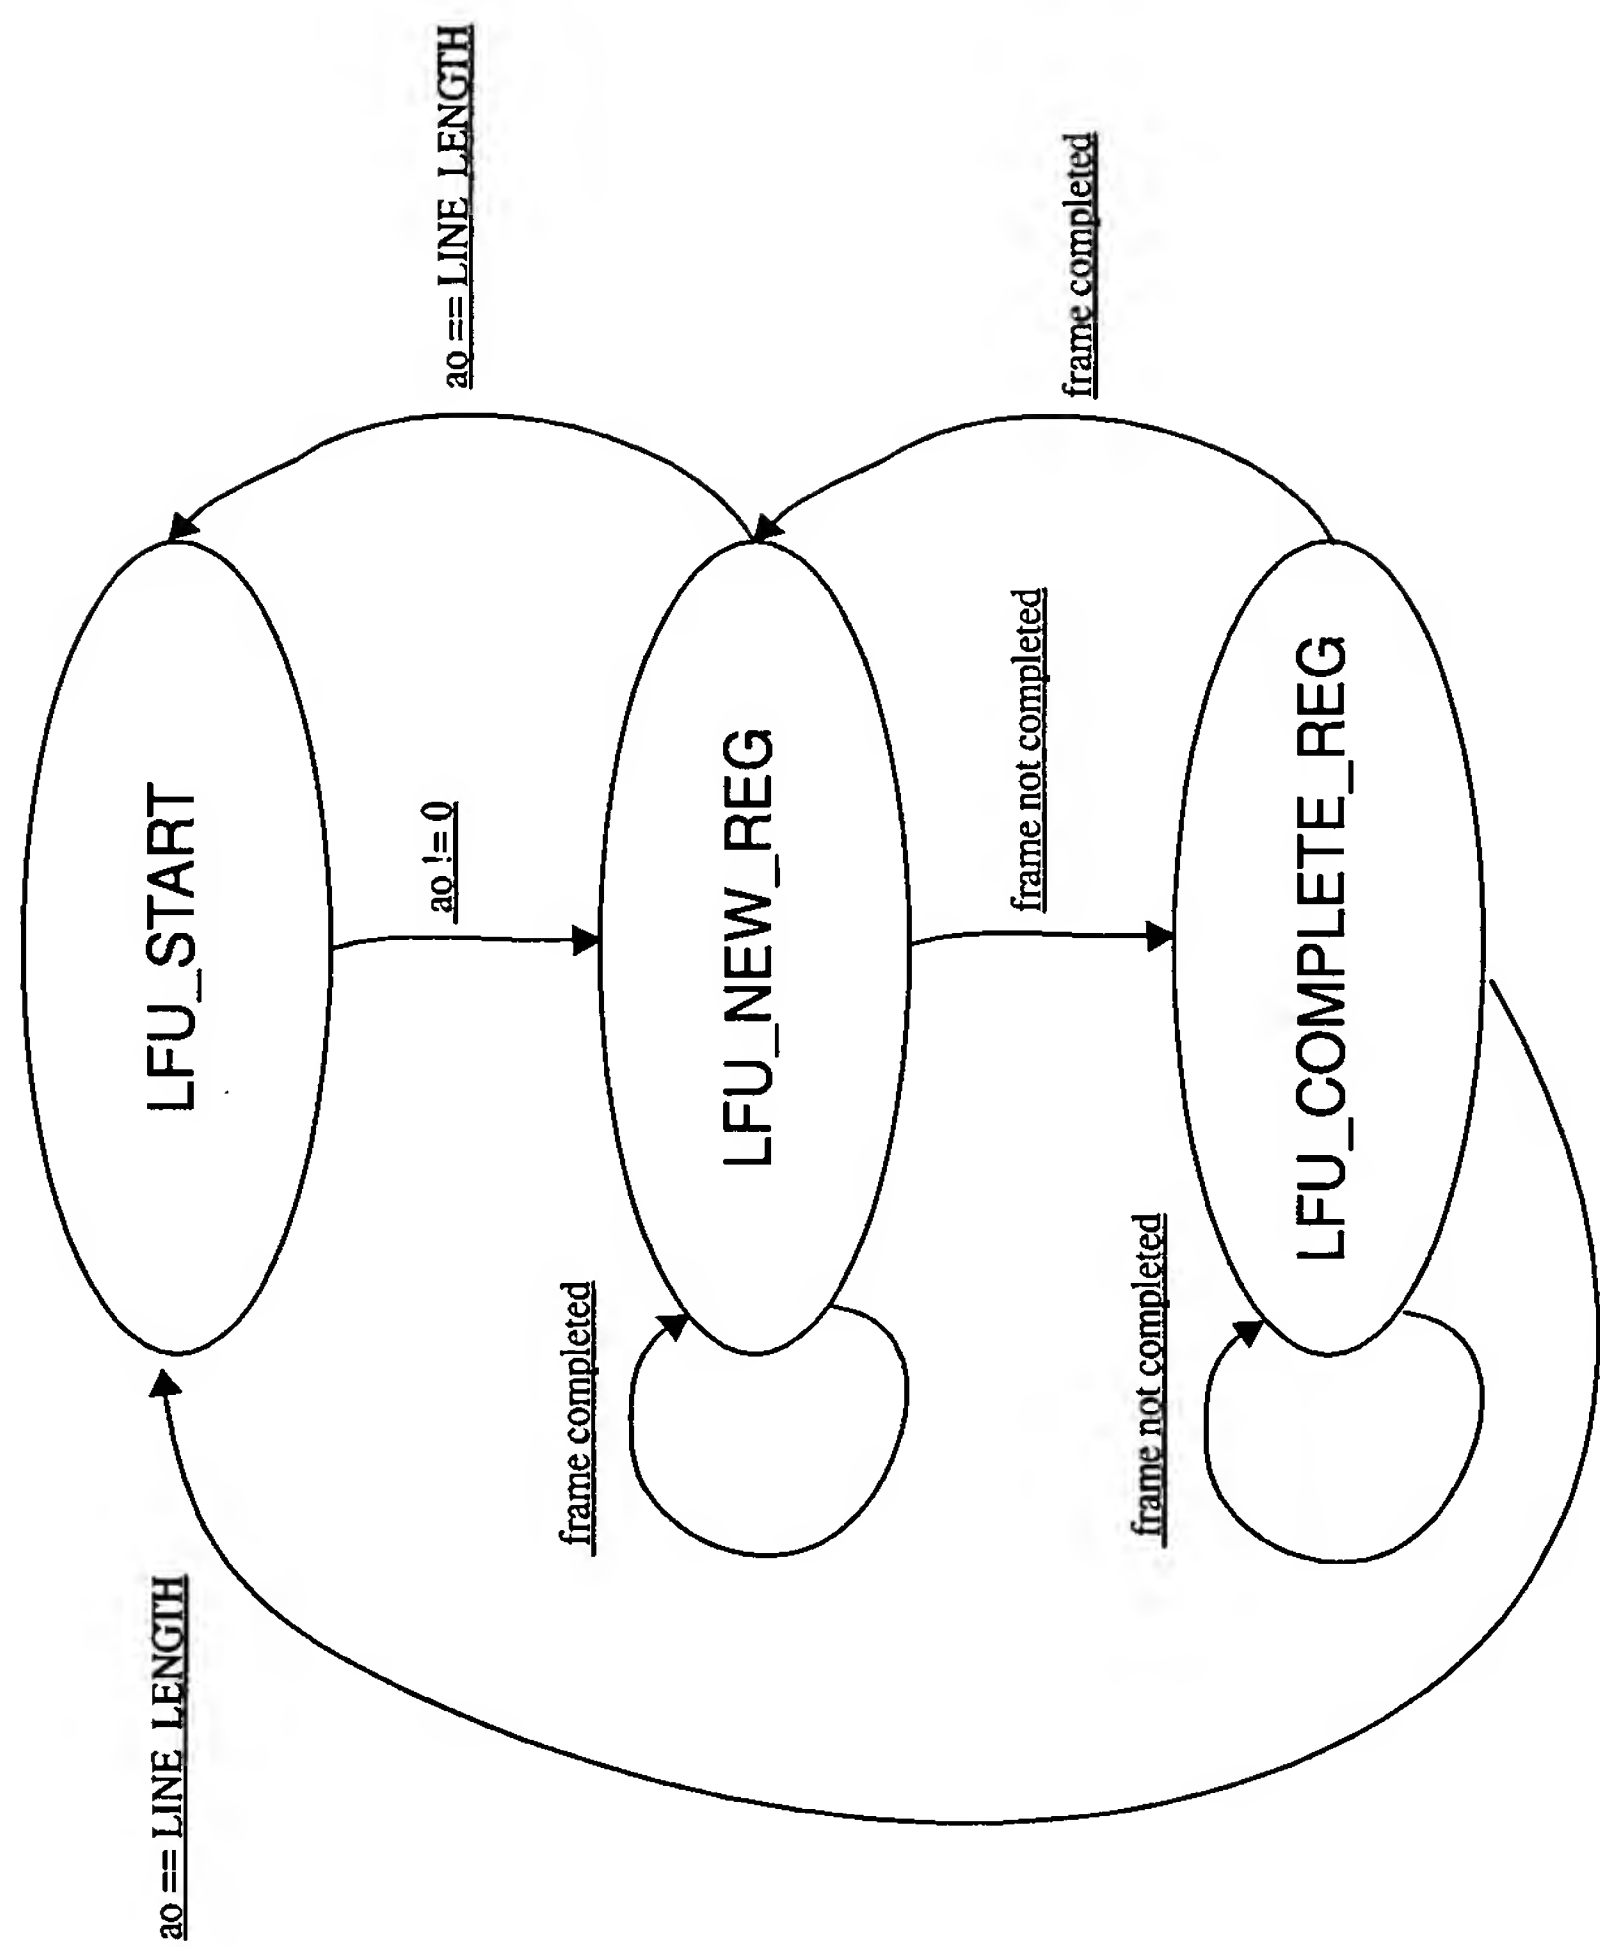 ao == LINE_LENGTH
LFU_START
ao != 0
ao == LINE_LENGTH
frame completed
LFU_NEW_REG
frame not completed
frame completed
frame not completed
LFU_COMPLETE_REG